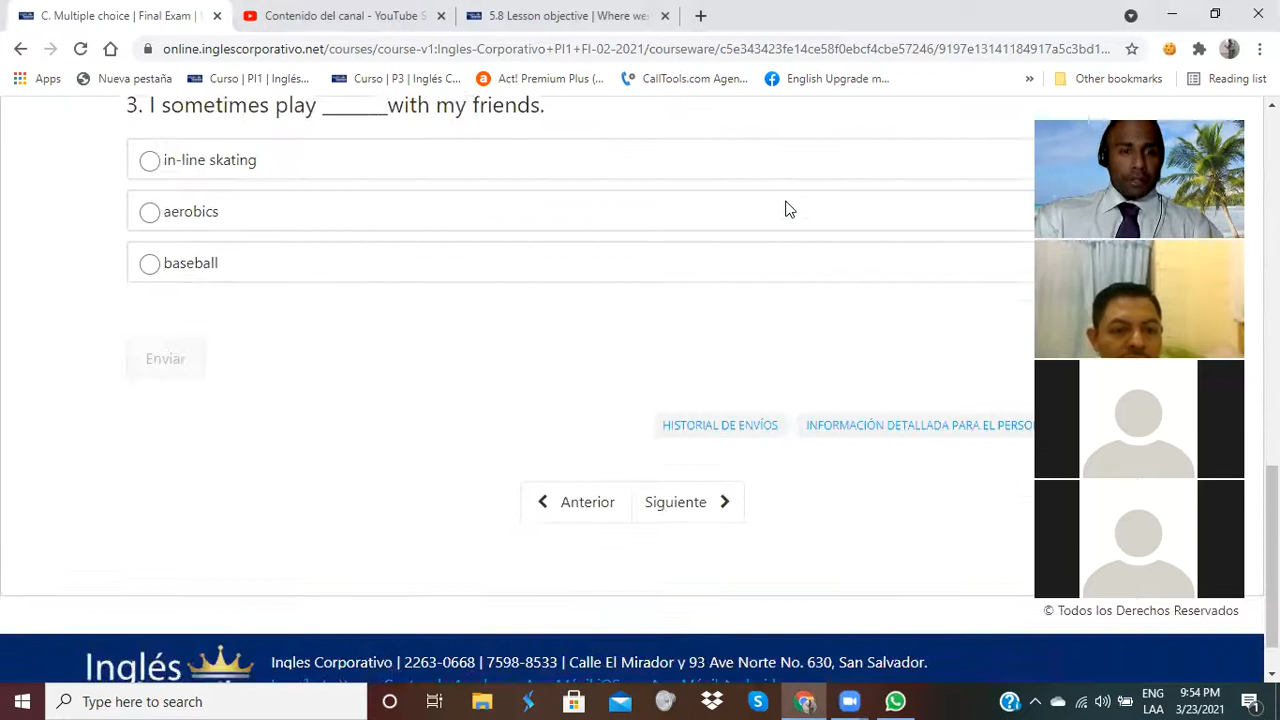 C. Multiple choice | Final Exam |
Contenido del canal - YouTube S
5.8 Lesson objective | Where we
online.inglescorporativo.net/courses/course-v1:Ingles-Corporativo+PI1+FI-02-2021/courseware/c5e343423fe14ce58f0ebcf4cbe57246/9197e13141184917a5c3bd1...
Apps
Nueva pestaña
Curso | PI1 | Inglés...
Curso | P3 | Inglés C...
Act! Premium Plus (...
CallTools.com Agen...
English Upgrade m...
»
Other bookmarks
Reading list
3. I sometimes play _______with my friends.
in-line skating
aerobics
baseball
Enviar
HISTORIAL DE ENVÍOS
INFORMACIÓN DETALLADA PARA EL PERSO
Anterior
Siguiente
© Todos los Derechos Reservados
Inglés
Ingles Corporativo | 2263-0668 | 7598-8533 | Calle El Mirador y 93 Ave Norte No. 630, San Salvador.
Type here to search
ENG
LAA
9:54 PM
3/23/2021